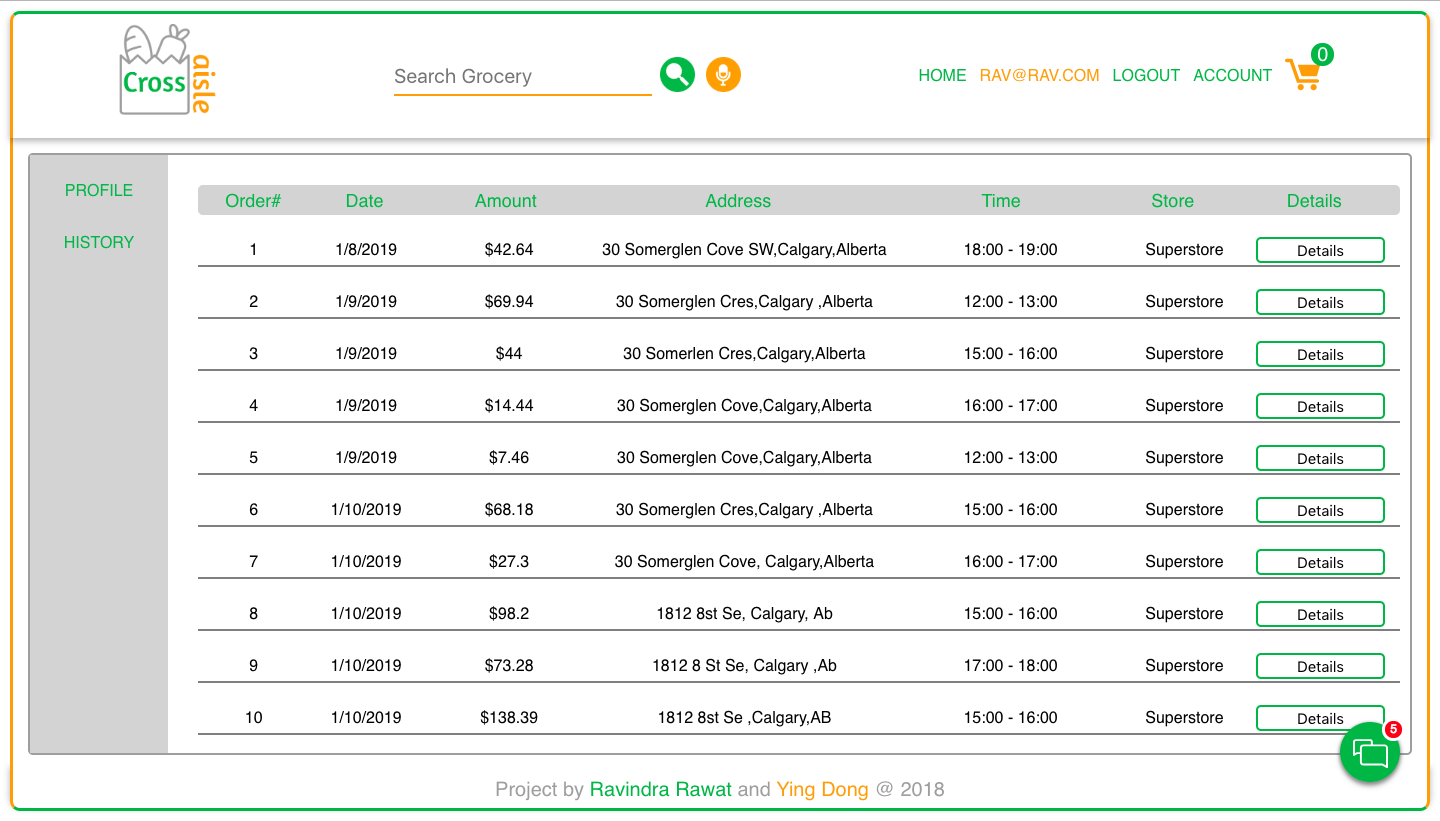 Cross
aisle
Search Grocery
HOME RAV@RAV.COM LOGOUT ACCOUNT 0
PROFILE
HISTORY
Order# Date Amount Address Time Store Details
1 1/8/2019 $42.64 30 Somerglen Cove SW,Calgary,Alberta 18:00 - 19:00 Superstore Details
2 1/9/2019 $69.94 30 Somerglen Cres,Calgary ,Alberta 12:00 - 13:00 Superstore Details
3 1/9/2019 $44 30 Somerlen Cres,Calgary,Alberta 15:00 - 16:00 Superstore Details
4 1/9/2019 $14.44 30 Somerglen Cove,Calgary,Alberta 16:00 - 17:00 Superstore Details
5 1/9/2019 $7.46 30 Somerglen Cove,Calgary,Alberta 12:00 - 13:00 Superstore Details
6 1/10/2019 $68.18 30 Somerglen Cres,Calgary ,Alberta 15:00 - 16:00 Superstore Details
7 1/10/2019 $27.3 30 Somerglen Cove, Calgary,Alberta 16:00 - 17:00 Superstore Details
8 1/10/2019 $98.2 1812 8st Se, Calgary, Ab 15:00 - 16:00 Superstore Details
9 1/10/2019 $73.28 1812 8 St Se, Calgary ,Ab 17:00 - 18:00 Superstore Details
10 1/10/2019 $138.39 1812 8st Se ,Calgary,AB 15:00 - 16:00 Superstore Details
5
Project by Ravindra Rawat and Ying Dong @ 2018